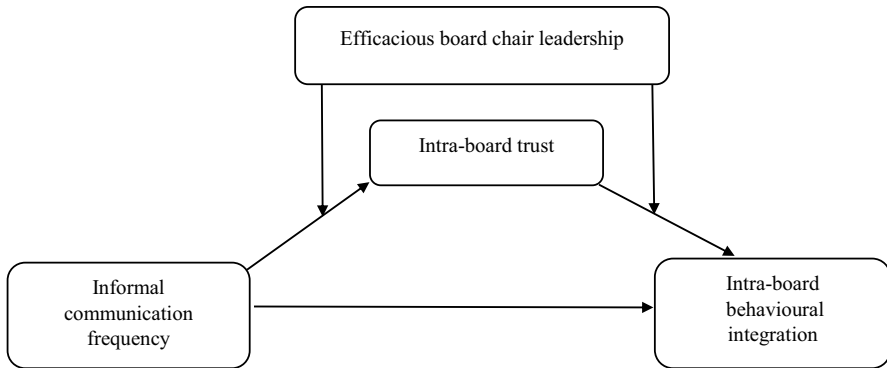 Efficacious board chair leadership
Intra-board trust
Informal
communication
frequency
Intra-board
behavioural
integration